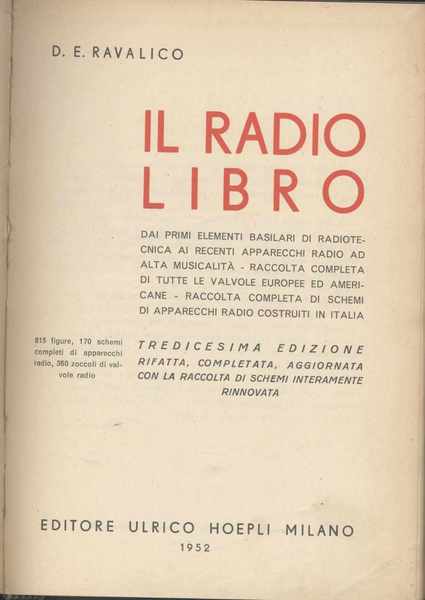 D. E. RAVALICO
IL RADIO
LIBRO
DAI PRIMI ELEMENTI BASILARI DI RADIOTE-
CNICA AI RECENTI APPARECCHI RADIO AD
ALTA MUSICALITÀ - RACCOLTA COMPLETA
DI TUTTE LE VALVOLE EUROPEE ED AMERI-
CANE - RACCOLTA COMPLETA DI SCHEMI
DI APPARECCHI RADIO COSTRUITI IN ITALIA
815 figure, 170 schemi
completi di apparecchi
radio, 360 zoccoli di val-
vole radio
TREDICESIMA EDIZIONE
RIFATTA, COMPLETATA, AGGIORNATA
CON LA RACCOLTA DI SCHEMI INTERAMENTE
RINNOVATA
EDITORE ULRICO HOEPLI MILANO
1952